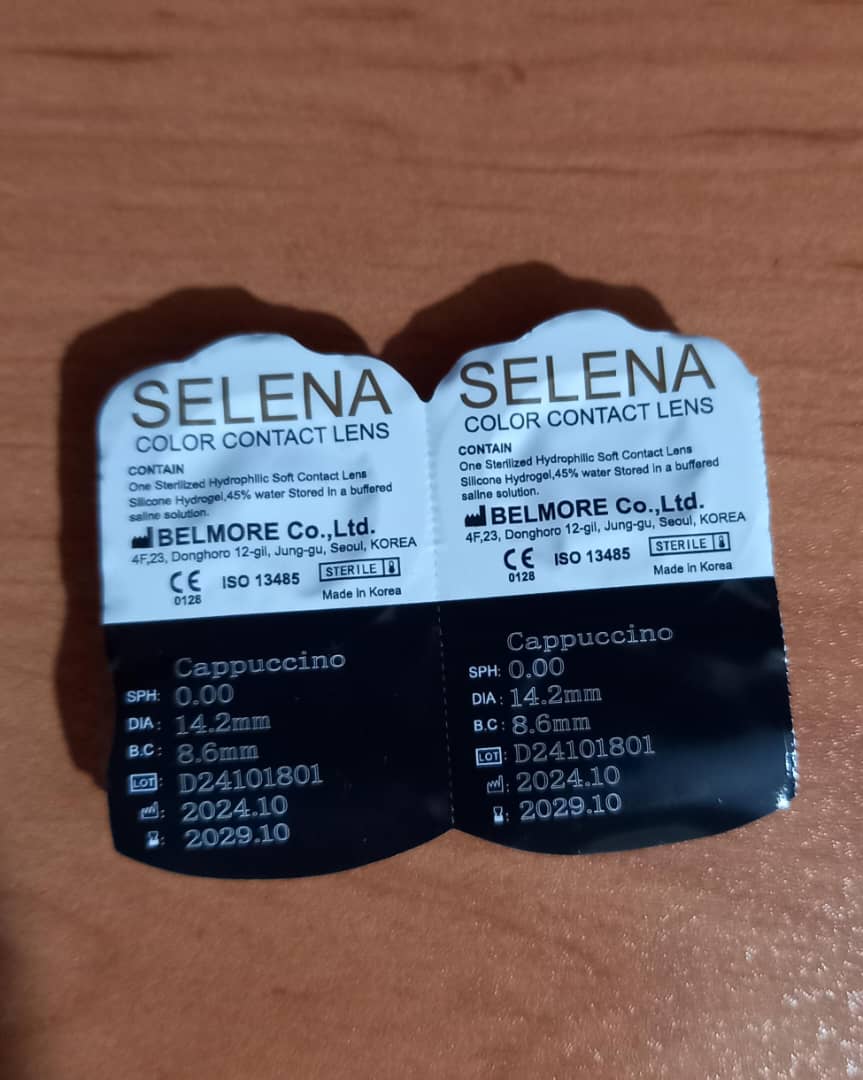 SELENA
COLOR CONTACT LENS
CONTAIN
One Sterilized Hydrophilic Soft Contact Lens
Silicone Hydrogel,45% water Stored in a buffered
saline solution.
BELMORE Co.,Ltd.
4F,23, Donghoro 12-gil, Jung-gu, Seoul, KOREA
CE 0128 ISO 13485 STERILE
Made in Korea
Cappuccino
SPH: 0.00
DIA: 14.2mm
B.C: 8.6mm
LOT: D24101801
: 2024.10
: 2029.10
SELENA
COLOR CONTACT LENS
CONTAIN
One Sterilized Hydrophilic Soft Contact Lens
Silicone Hydrogel,45% water Stored in a buffered
saline solution.
BELMORE Co.,Ltd.
4F,23, Donghoro 12-gil, Jung-gu, Seoul, KOREA
CE 0128 ISO 13485 STERILE
Made in Korea
Cappuccino
SPH: 0.00
DIA: 14.2mm
B.C: 8.6mm
LOT: D24101801
: 2024.10
: 2029.10